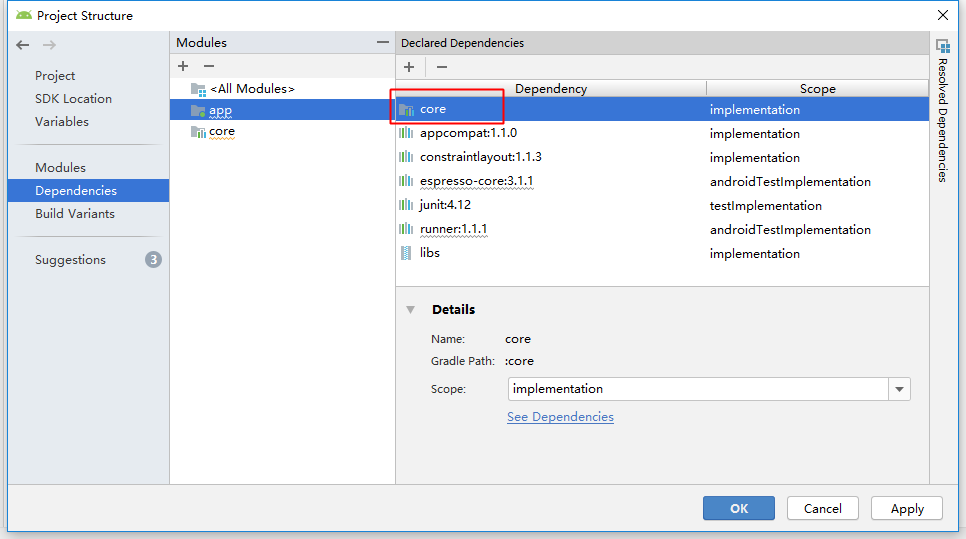 Project Structure
Project
SDK Location
Variables
Modules
Dependencies
Build Variants
Suggestions 3
Modules
<All Modules>
app
core
Declared Dependencies
Dependency Scope
core implementation
appcompat:1.1.0 implementation
constraintlayout:1.1.3 implementation
espresso-core:3.1.1 androidTestImplementation
junit:4.12 testImplementation
runner:1.1.1 androidTestImplementation
libs implementation
Details
Name: core
Gradle Path: :core
Scope: implementation
See Dependencies
Resolved Dependencies
OK Cancel Apply